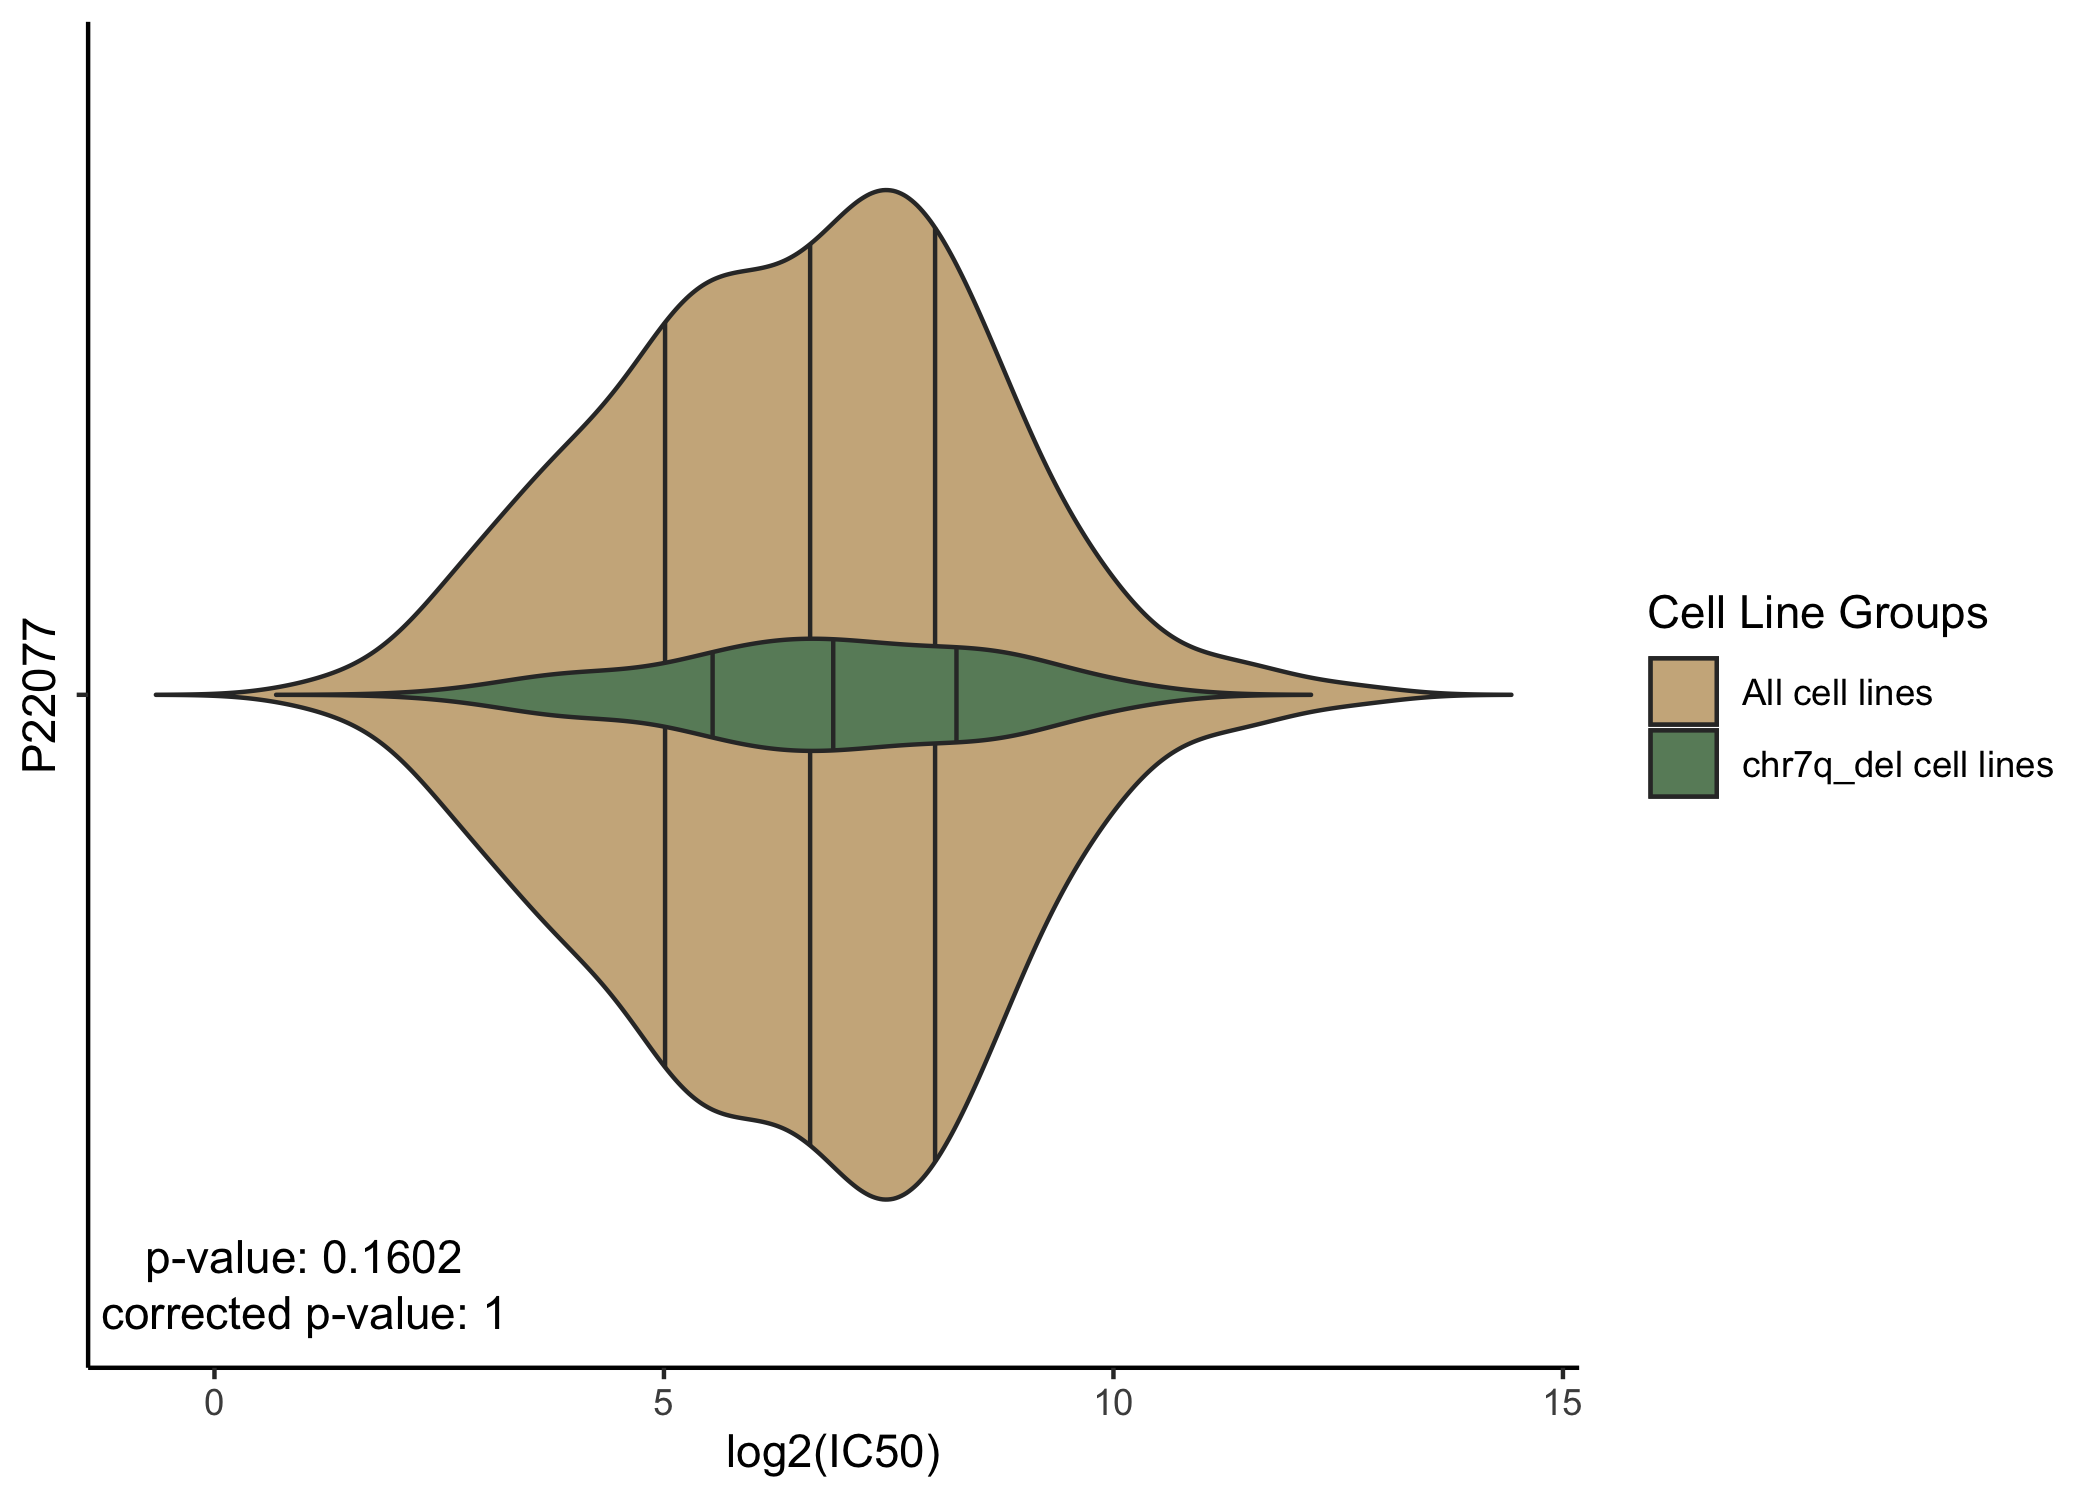 P22077
p-value: 0.1602
corrected p-value: 1
0 5 10 15
log2(IC50)
Cell Line Groups
All cell lines
chr7q_del cell lines